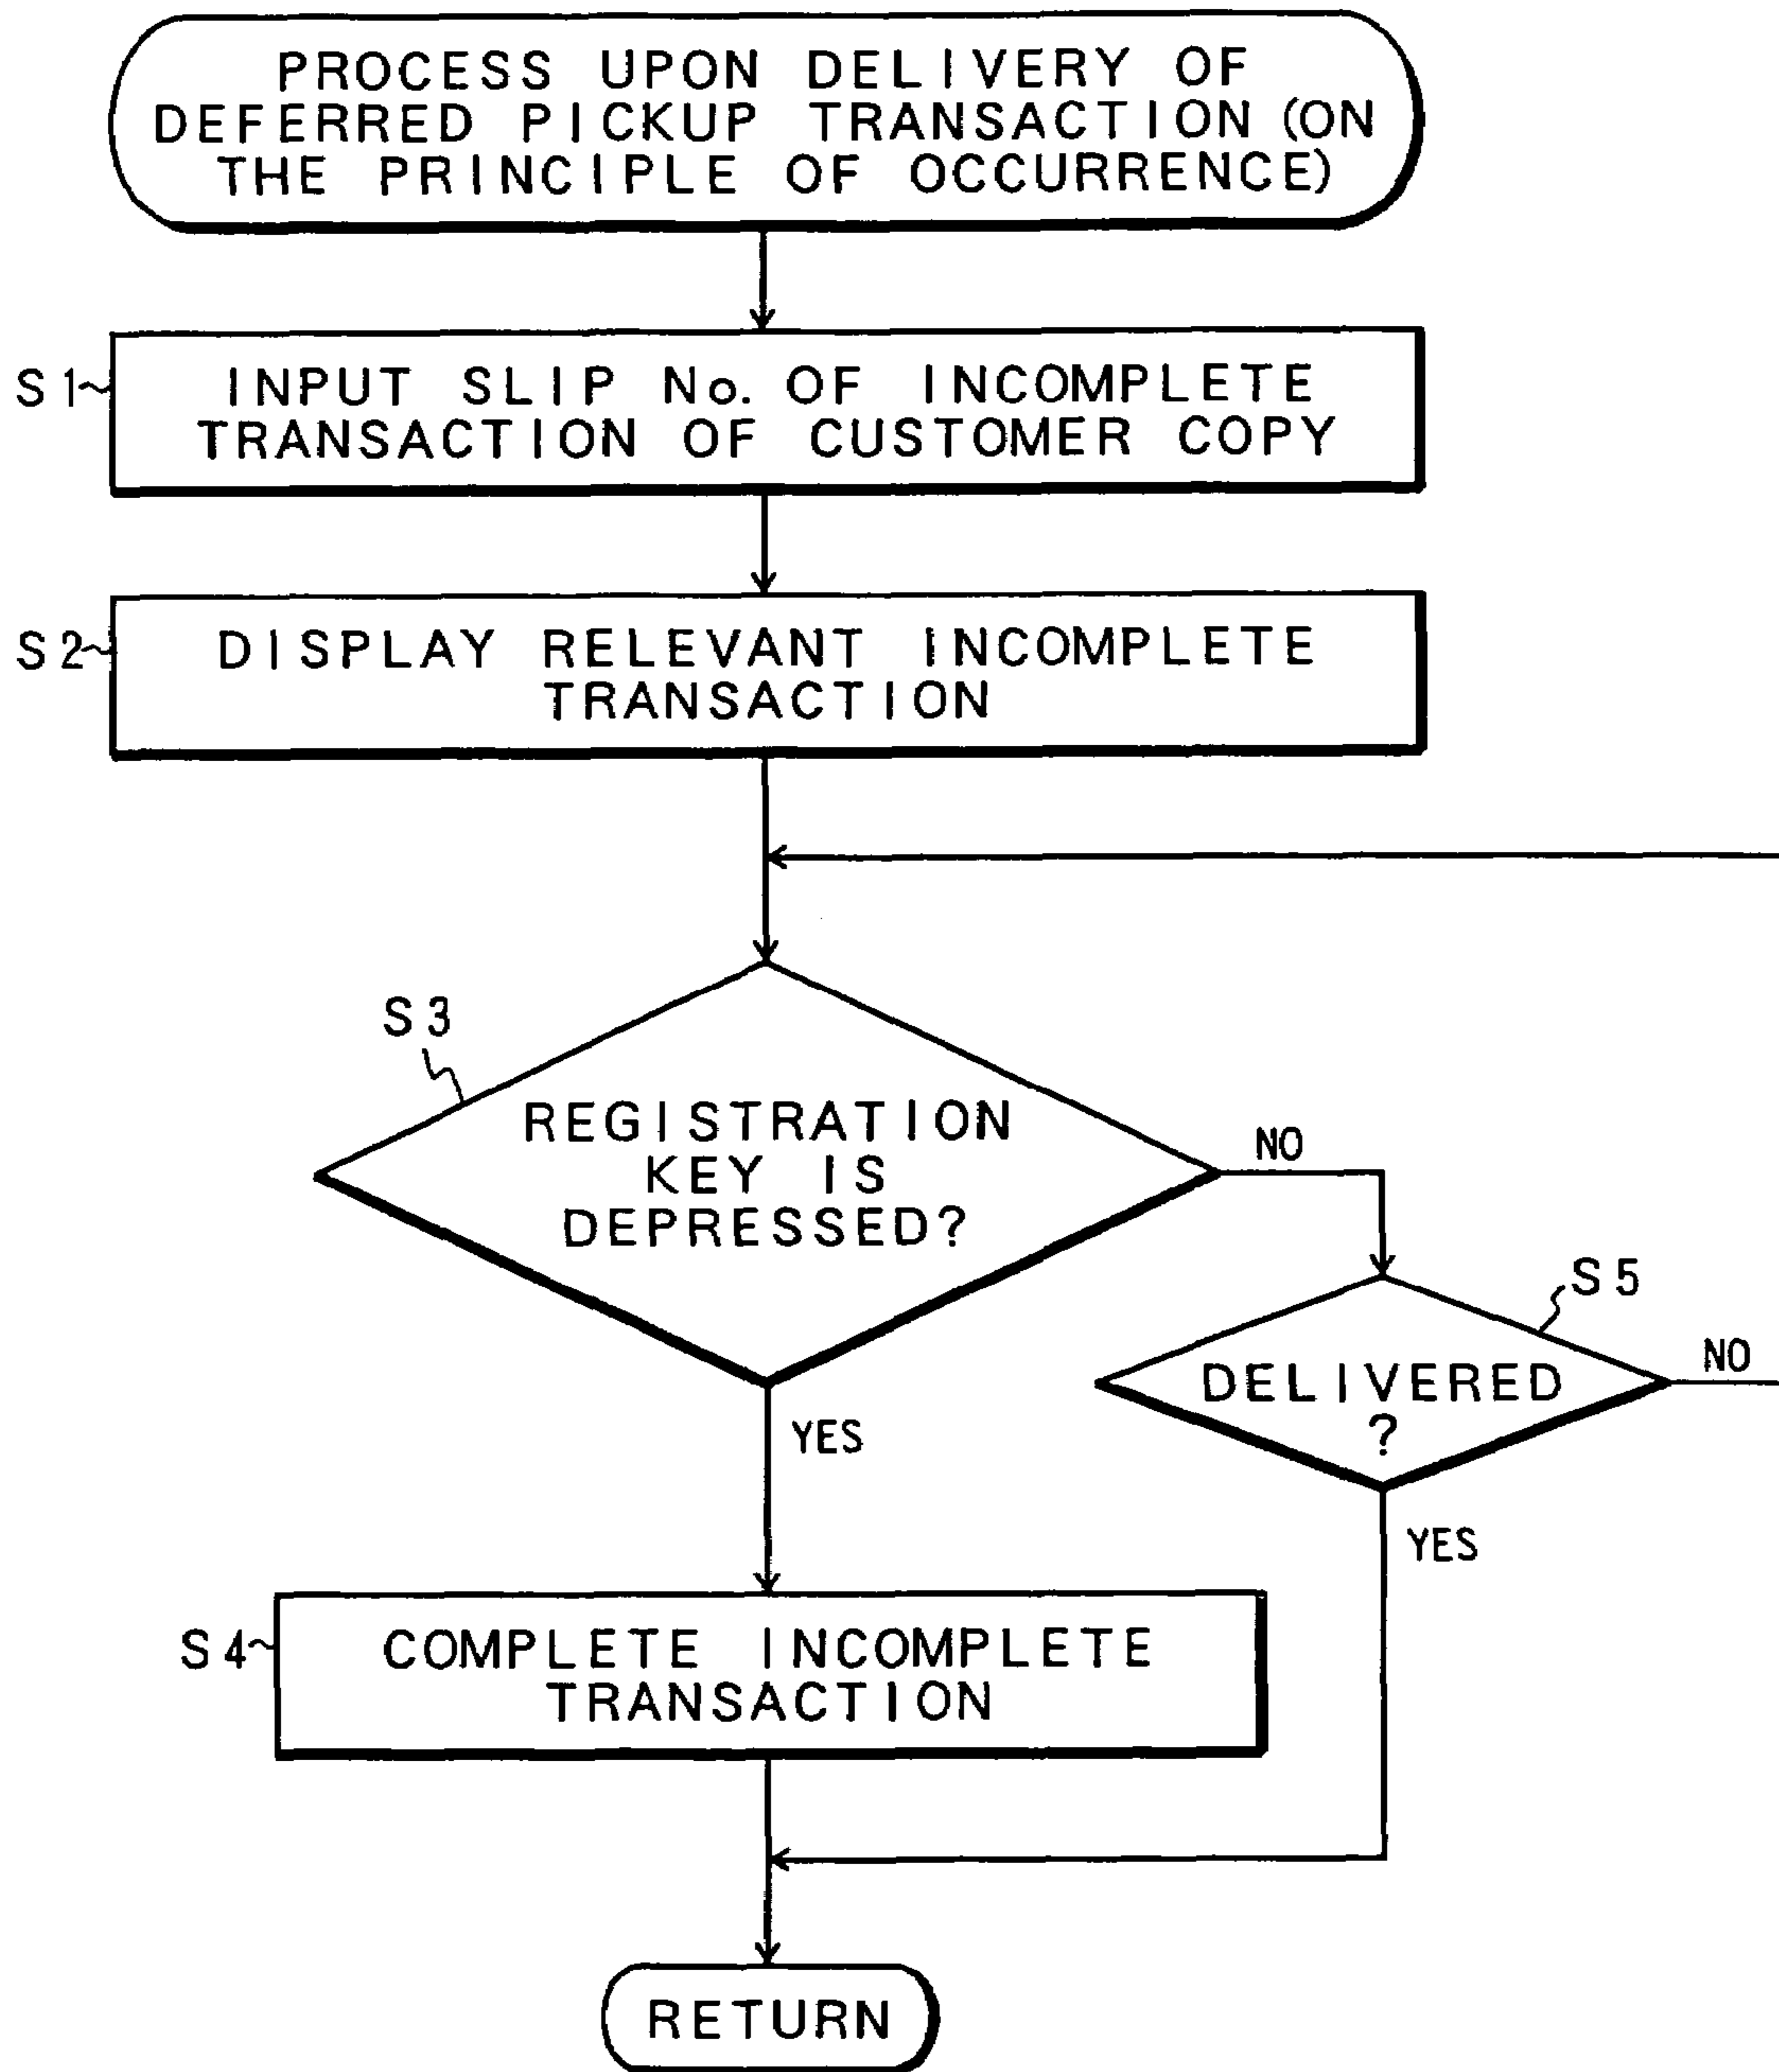 PROCESS UPON DELIVERY OF
DEFERRED PICKUP TRANSACTION (ON
THE PRINCIPLE OF OCCURRENCE)
S1
INPUT SLIP No. OF INCOMPLETE
TRANSACTION OF CUSTOMER COPY
S2
DISPLAY RELEVANT INCOMPLETE
TRANSACTION
S3
REGISTRATION
KEY IS
DEPRESSED?
NO
S5
DELIVERED
?
NO
YES
YES
S4
COMPLETE INCOMPLETE
TRANSACTION
RETURN